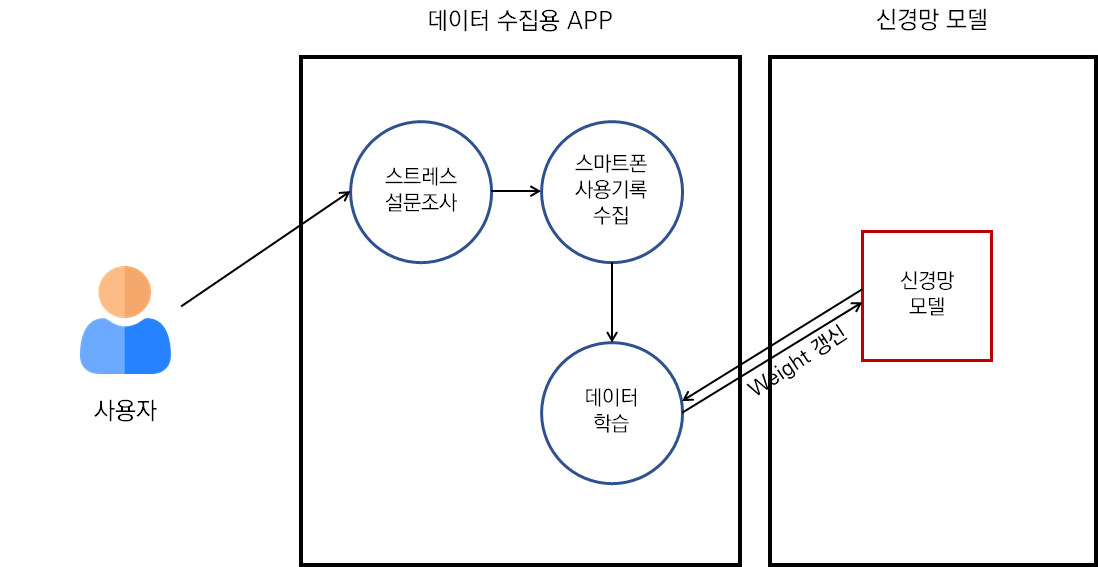 데이터 수집용 APP
신경망 모델
스트레스
설문조사
스마트폰
사용기록
수집
신경망
모델
Weight 갱신
데이터
학습
사용자